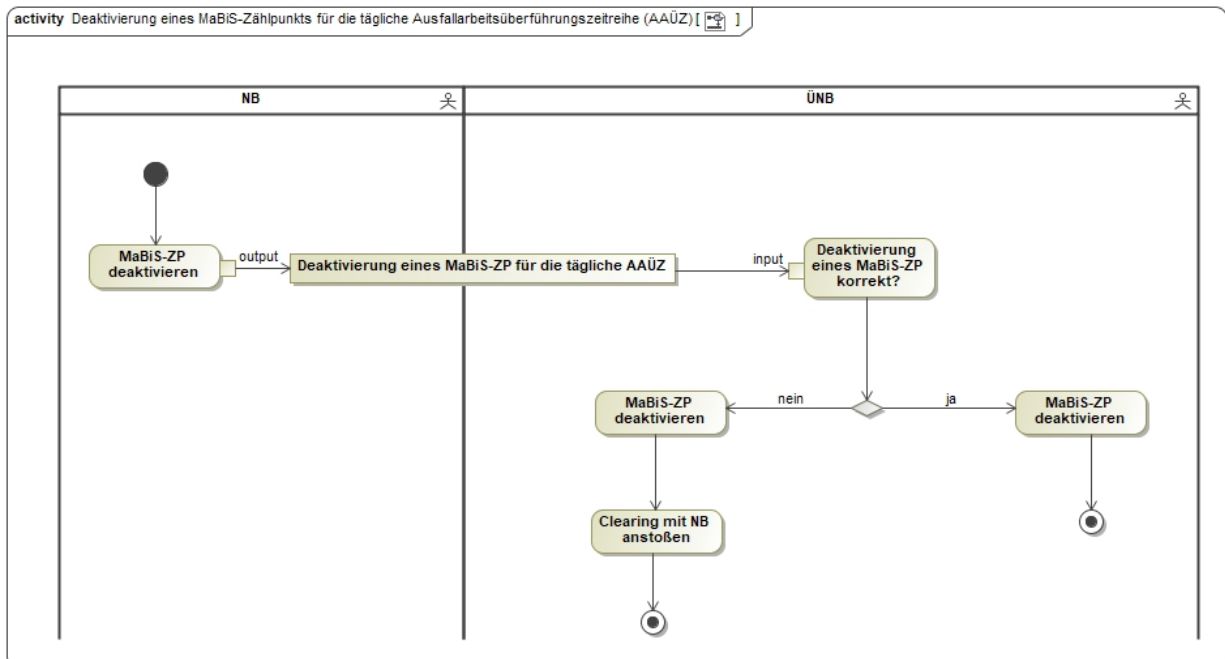 activity Deaktivierung eines MaBiS-Zählpunkts für die tägliche Ausfallarbeitsüberführungszeitreihe (AAÜZ) [ ]
NB
ÜNB
MaBiS-ZP
deaktivieren
output
Deaktivierung eines MaBiS-ZP für die tägliche AAÜZ
input
Deaktivierung
eines MaBiS-ZP
korrekt?
MaBiS-ZP
deaktivieren
nein
ja
MaBiS-ZP
deaktivieren
Clearing mit NB
anstoßen